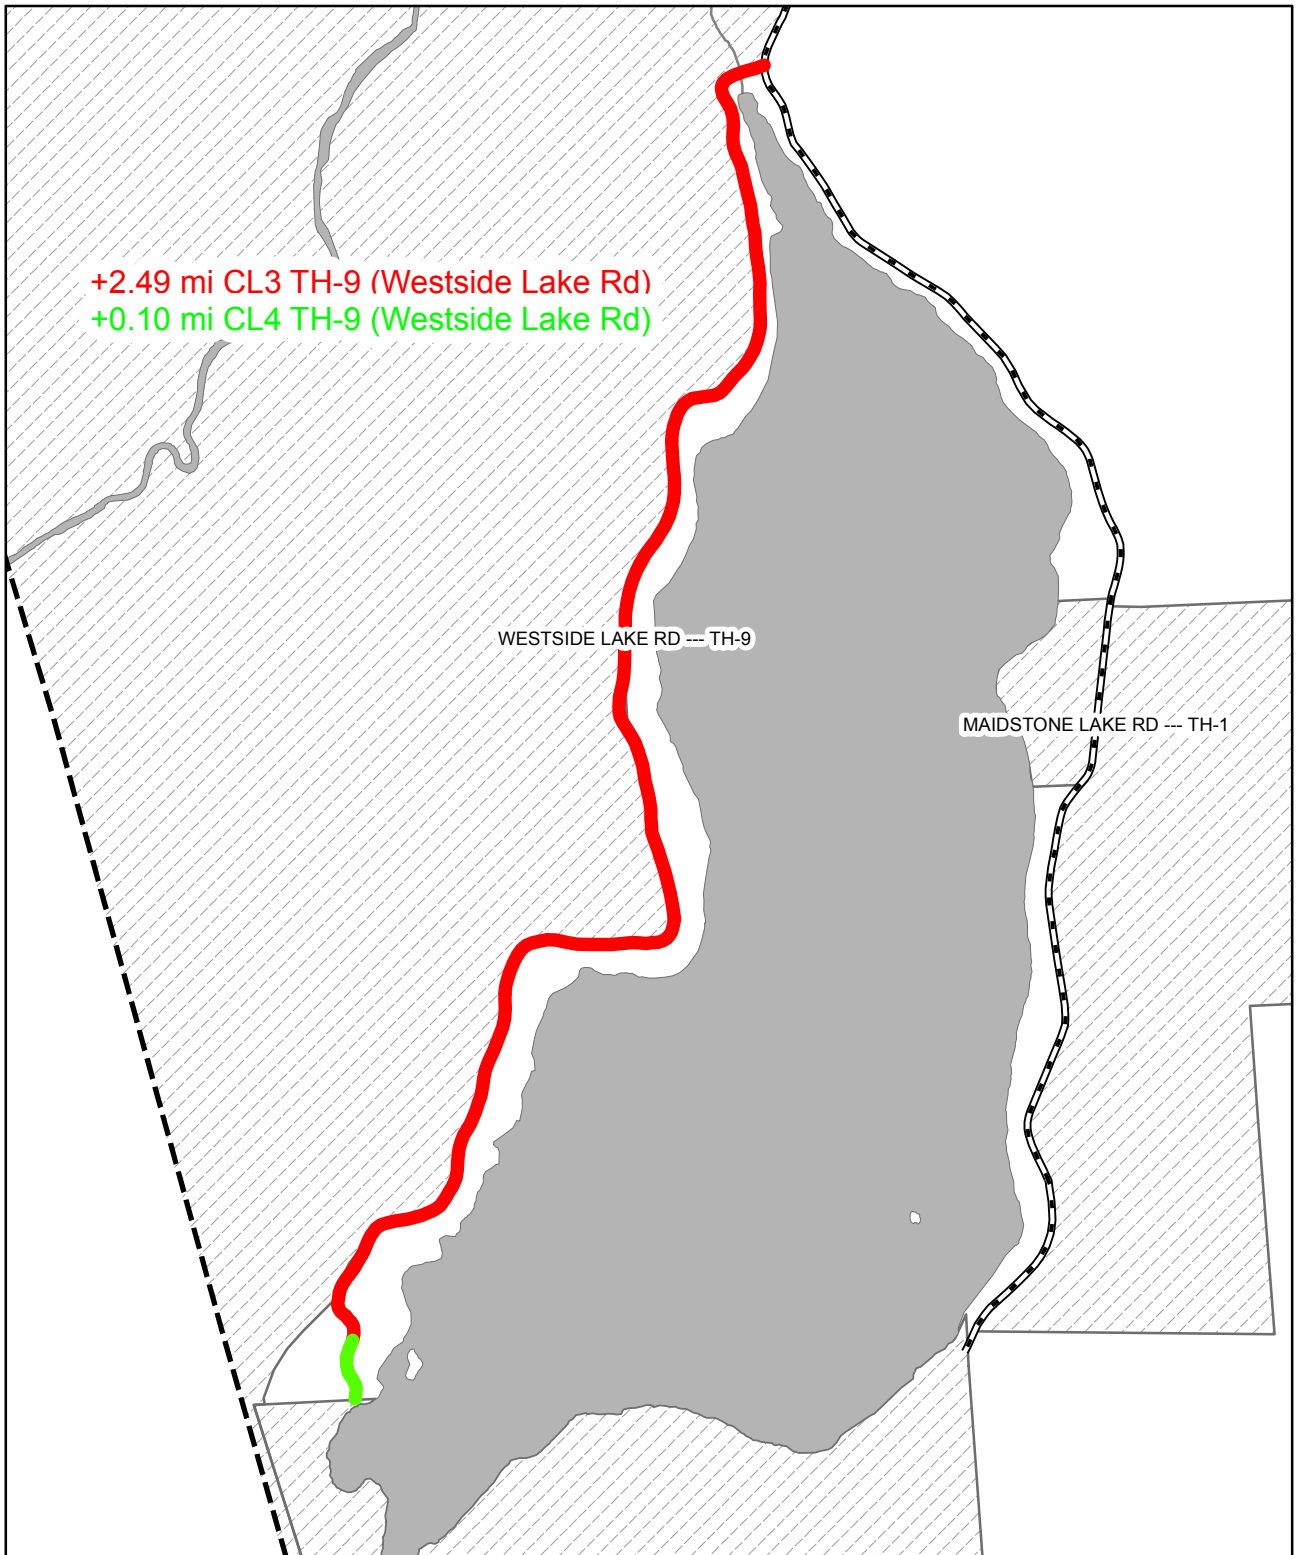 +2.49 mi CL3 TH-9 (Westside Lake Rd)
+0.10 mi CL4 TH-9 (Westside Lake Rd)
WESTSIDE LAKE RD --- TH-9
MAIDSTONE LAKE RD --- TH-1